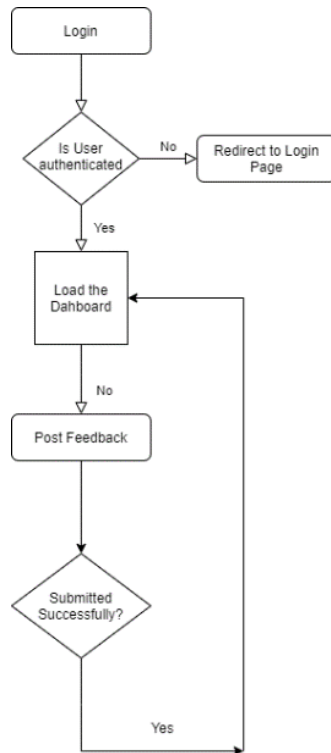 Login
Is User
authenticated
No
Redirect to Login
Page
Yes
Load the
Dahboard
No
Post Feedback
Submitted
Successfully?
Yes